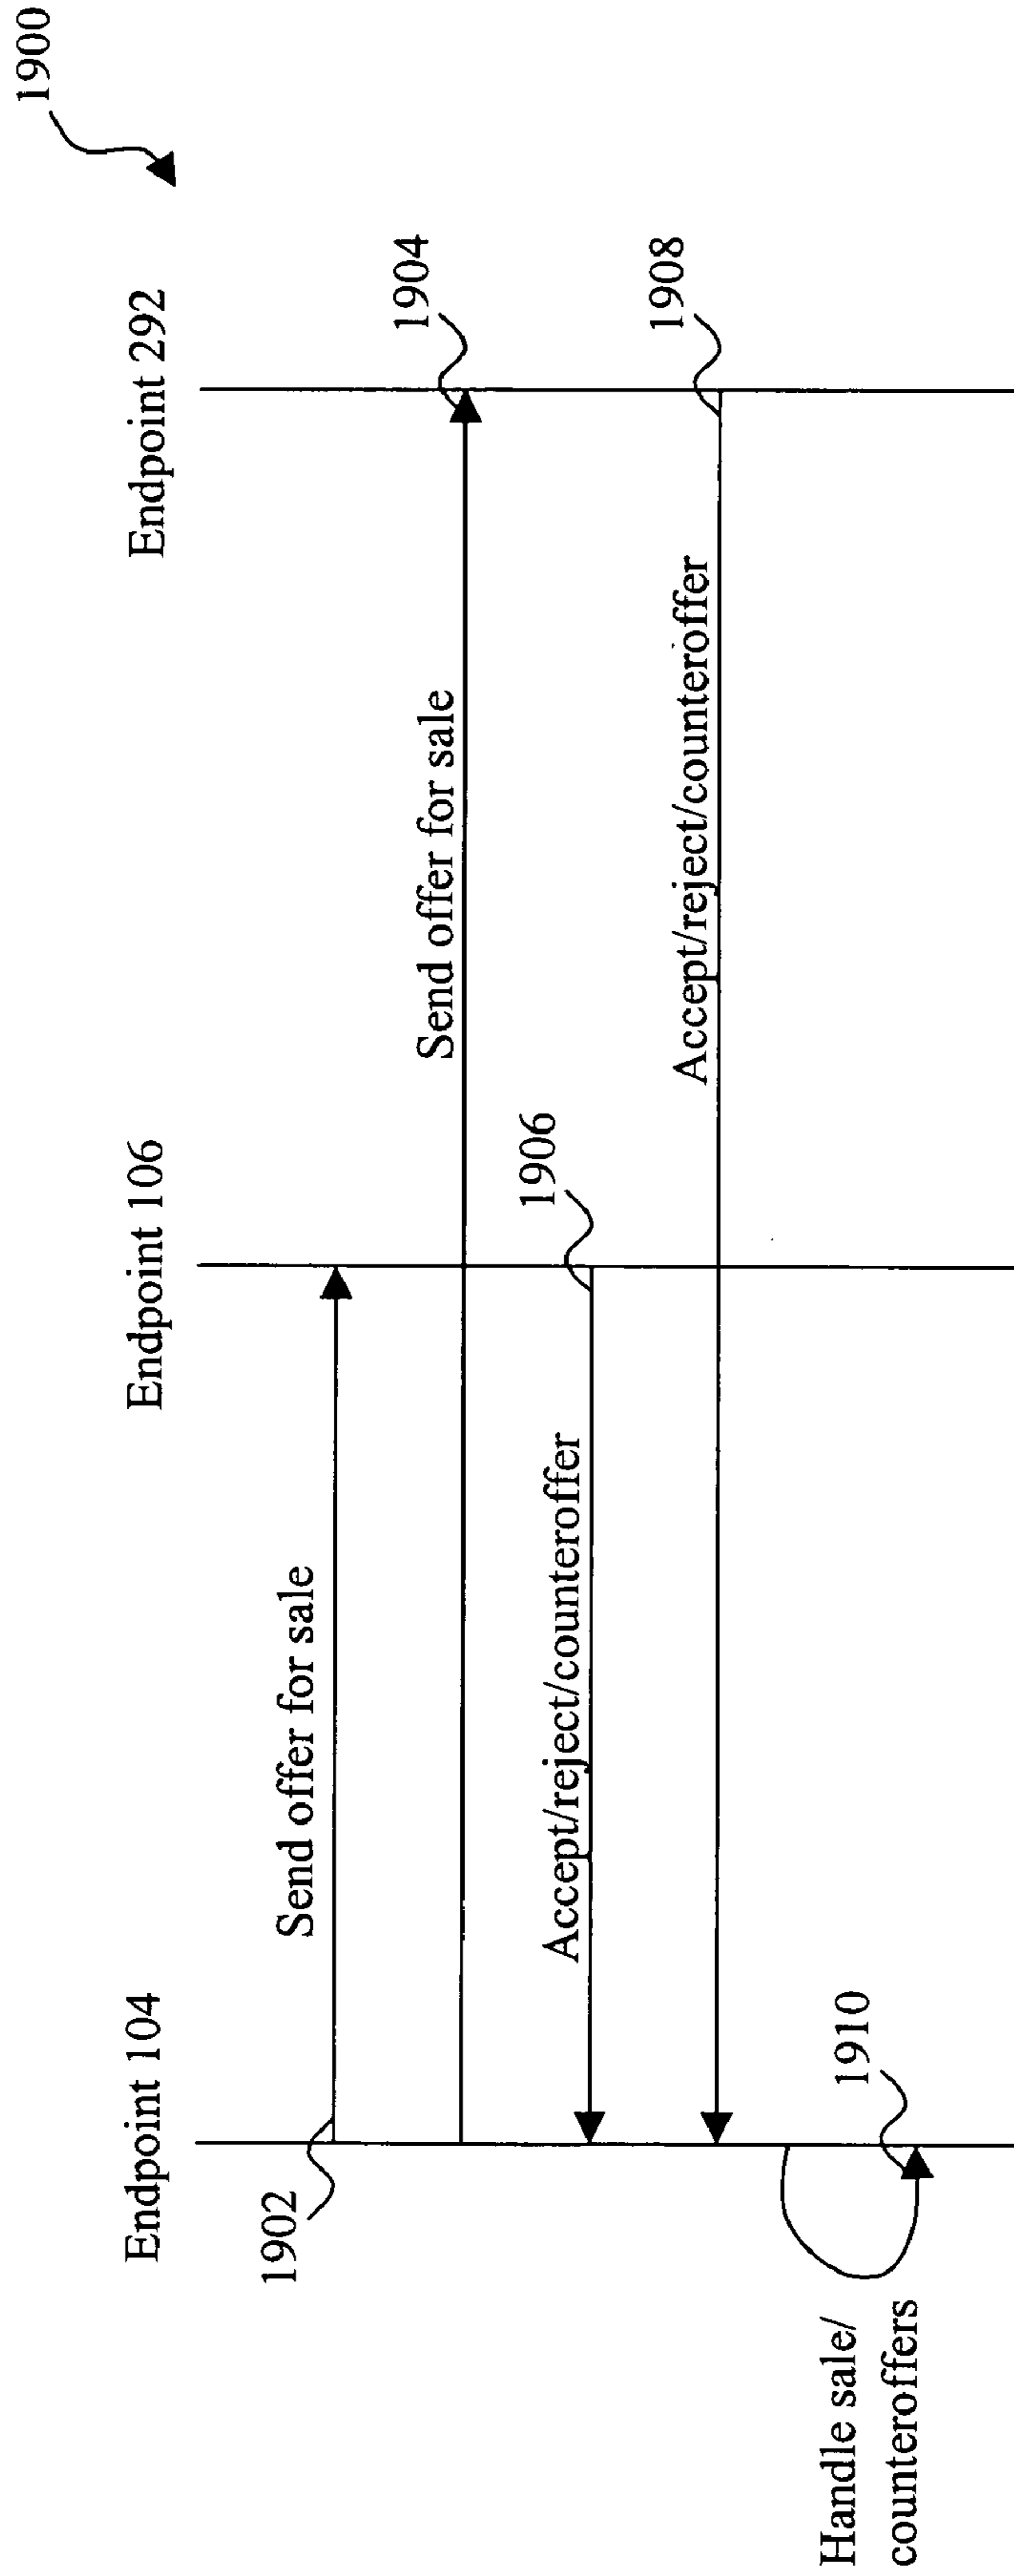 1900
Endpoint 104
Endpoint 106
Endpoint 292
1902
Send offer for sale
Send offer for sale
1904
1906
Accept/reject/counteroffer
Accept/reject/counteroffer
1908
Handle sale/
counteroffers
1910